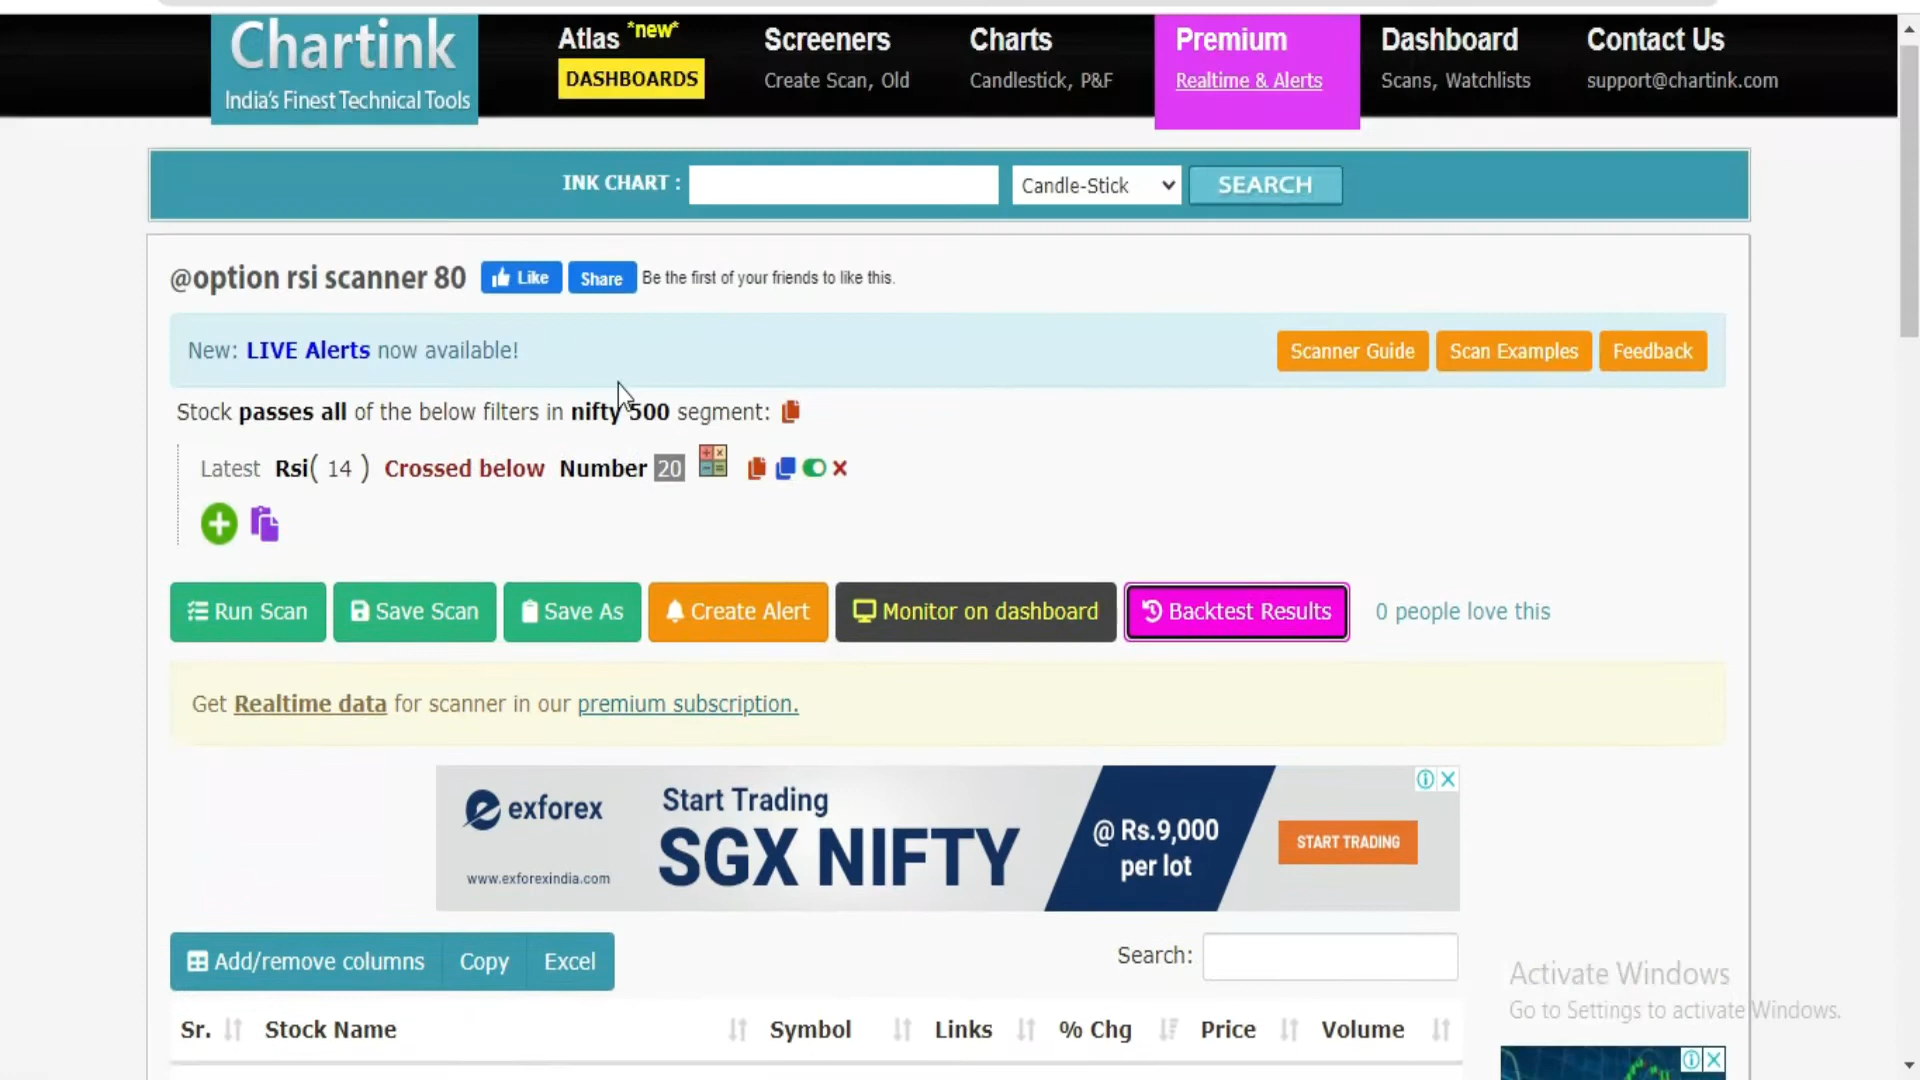 Chartink
India's Finest Technical Tools
Atlas *new*
DASHBOARDS
Screeners
Create Scan, Old
Charts
Candlestick, P&F
Premium
Realtime & Alerts
Dashboard
Scans, Watchlists
Contact Us
support@chartink.com
INK CHART :
Candle-Stick
SEARCH
@option rsi scanner 80
Like
Share
Be the first of your friends to like this.
New: LIVE Alerts now available!
Scanner Guide
Scan Examples
Feedback
Stock passes all of the below filters in nifty 500 segment:
Latest Rsi( 14 ) Crossed below Number 20
Run Scan
Save Scan
Save As
Create Alert
Monitor on dashboard
Backtest Results
0 people love this
Get Realtime data for scanner in our premium subscription.
exforex
www.exforexindia.com
Start Trading
SGX NIFTY
@ Rs.9,000
per lot
START TRADING
Add/remove columns
Copy
Excel
Search:
Sr. Stock Name Symbol Links % Chg Price Volume
Activate Windows
Go to Settings to activate Windows.